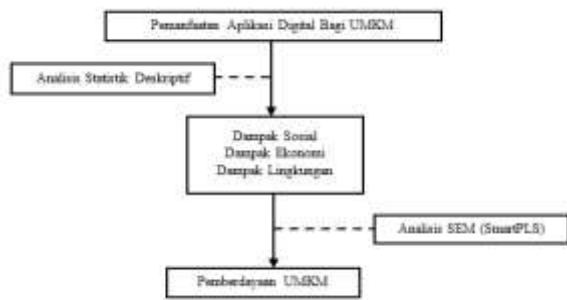 Pemanfaatan Aplikasi Digital Bagi UMKM
Analisis Statistik Deskriptif
Dampak Sosial
Dampak Ekonomi
Dampak Lingkungan
Analisis SEM (SmartPLS)
Pemberdayaan UMKM